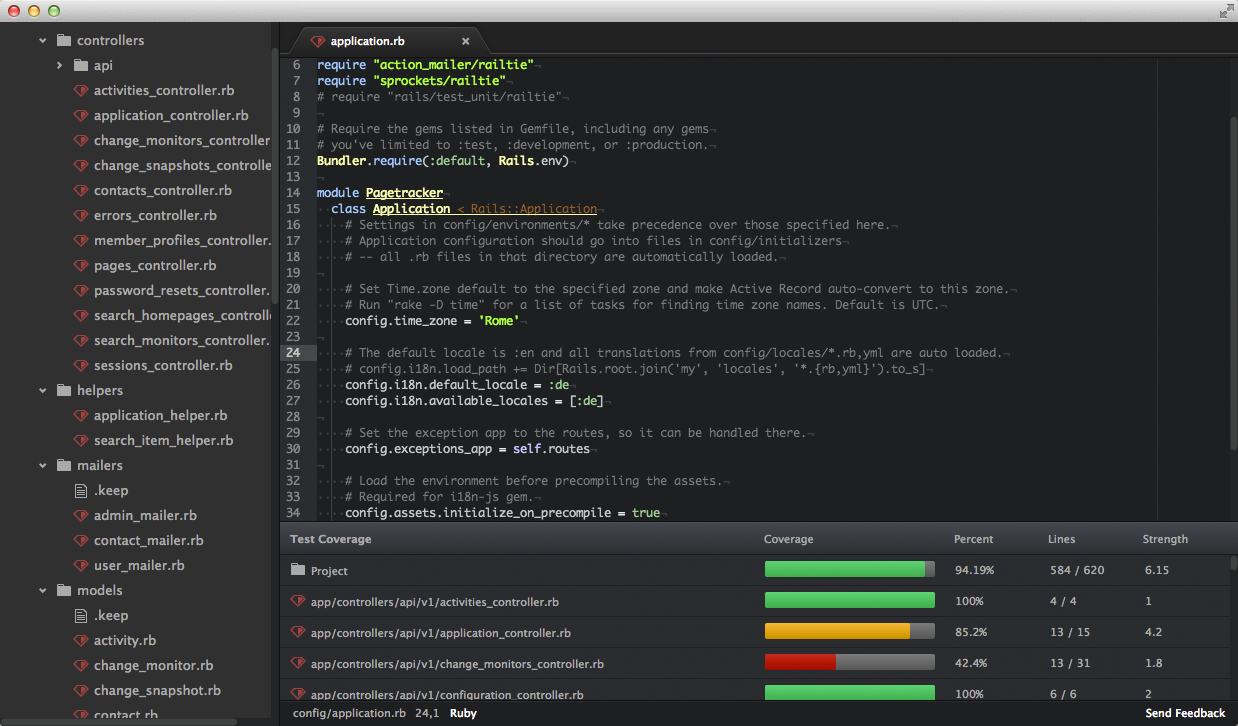 controllers
api
activities_controller.rb
application_controller.rb
change_monitors_controller
change_snapshots_controlle
contacts_controller.rb
errors_controller.rb
member_profiles_controller.
pages_controller.rb
password_resets_controller.
search_homepages_controll
search_monitors_controller.
sessions_controller.rb
helpers
application_helper.rb
search_item_helper.rb
mailers
.keep
admin_mailer.rb
contact_mailer.rb
user_mailer.rb
models
.keep
activity.rb
change_monitor.rb
change_snapshot.rb
contact.rb
application.rb ×
6 require "action_mailer/railtie"¬
7 require "sprockets/railtie"¬
8 # require "rails/test_unit/railtie"¬
9 ¬
10 # Require the gems listed in Gemfile, including any gems¬
11 # you've limited to :test, :development, or :production.¬
12 Bundler.require(:default, Rails.env)¬
13 ¬
14 module Pagetracker¬
15 ··class Application < Rails::Application¬
16 ····# Settings in config/environments/* take precedence over those specified here.¬
17 ····# Application configuration should go into files in config/initializers¬
18 ····# -- all .rb files in that directory are automatically loaded.¬
19 ¬
20 ····# Set Time.zone default to the specified zone and make Active Record auto-convert to this zone.¬
21 ····# Run "rake -D time" for a list of tasks for finding time zone names. Default is UTC.¬
22 ····config.time_zone = 'Rome'¬
23 ¬
24 ····# The default locale is :en and all translations from config/locales/*.rb,yml are auto loaded.¬
25 ····# config.i18n.load_path += Dir[Rails.root.join('my', 'locales', '*.{rb,yml}').to_s]¬
26 ····config.i18n.default_locale = :de¬
27 ····config.i18n.available_locales = [:de]¬
28 ¬
29 ····# Set the exception app to the routes, so it can be handled there.¬
30 ····config.exceptions_app = self.routes¬
31 ¬
32 ····# Load the environment before precompiling the assets.¬
33 ····# Required for i18n-js gem.¬
34 ····config.assets.initialize_on_precompile = true¬
Test Coverage Coverage Percent Lines Strength
Project 94.19% 584 / 620 6.15
app/controllers/api/v1/activities_controller.rb 100% 4 / 4 1
app/controllers/api/v1/application_controller.rb 85.2% 13 / 15 4.2
app/controllers/api/v1/change_monitors_controller.rb 42.4% 13 / 31 1.8
app/controllers/api/v1/configuration_controller.rb 100% 6 / 6 2
config/application.rb 24,1 Ruby Send Feedback